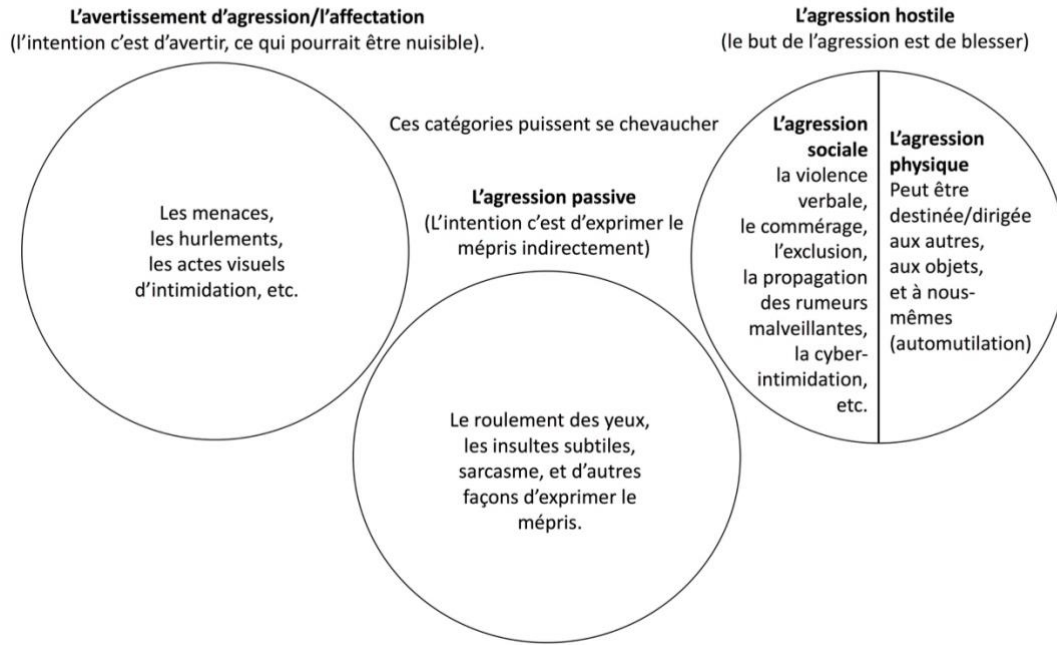 L'avertissement d'agression/l'affectation
(l'intention c'est d'avertir, ce qui pourrait être nuisible).
Les menaces,
les hurlements,
les actes visuels
d'intimidation, etc.
Ces catégories puissent se chevaucher
L'agression passive
(L'intention c'est d'exprimer le
mépris indirectement)
Le roulement des yeux,
les insultes subtiles,
sarcasme, et d'autres
façons d'exprimer le
mépris.
L'agression hostile
(le but de l'agression est de blesser)
L'agression
sociale
la violence
verbale,
le commérage,
l'exclusion,
la propagation
des rumeurs
malveillantes,
la cyber-
intimidation,
etc.
L'agression
physique
Peut être
destinée/dirigée
aux autres,
aux objets,
et à nous-
mêmes
(automutilation)